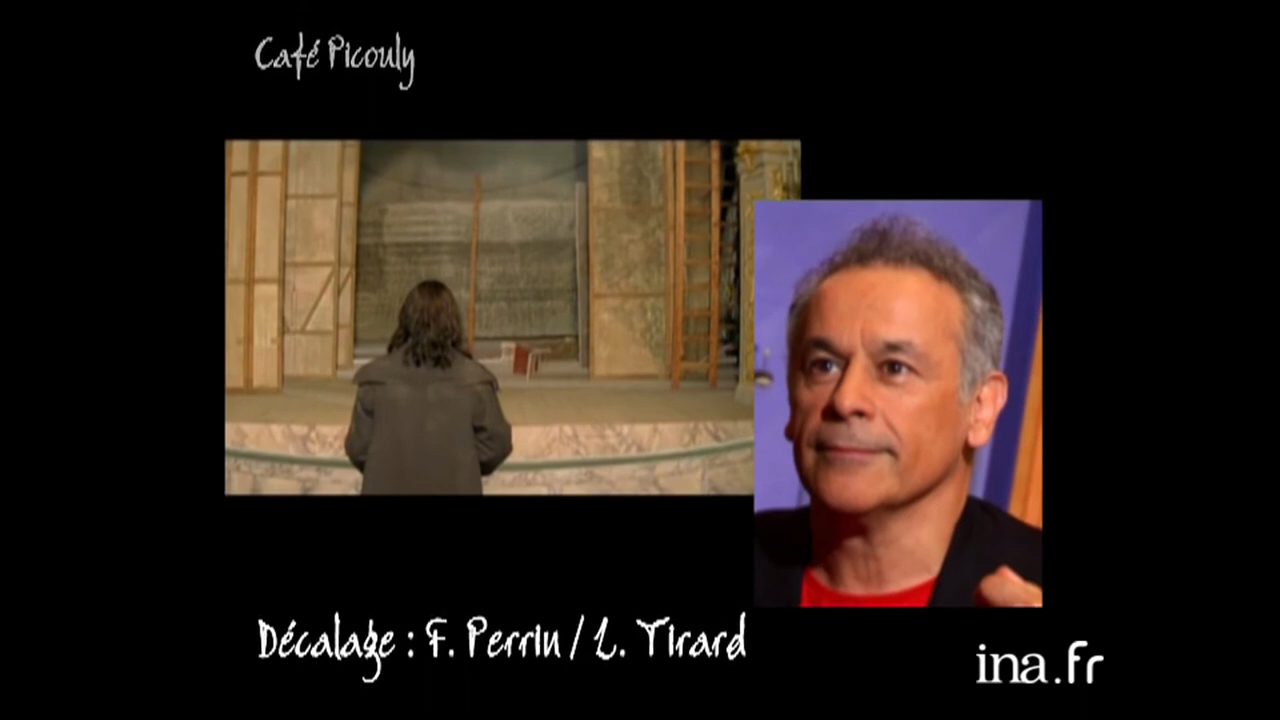 Café Picouly
Décalage : F. Perrin / L. Tirard
ina.fr